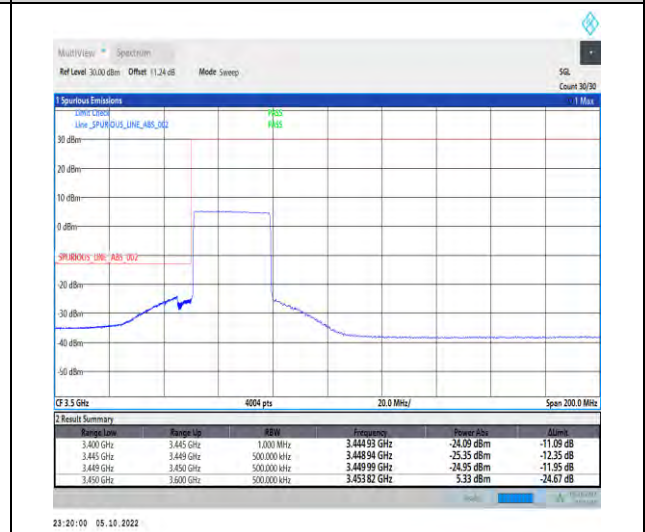 MultiView Spectrum
Ref Level 30.00 dBm Offset 11.24 dB Mode Sweep SGL
Count 30/30
1 Spurious Emissions 1 Max
Limit Check PASS
Line _SPURIOUS_LINE_ABS_002 PASS
30 dBm
20 dBm
10 dBm
0 dBm
_SPURIOUS_LINE_ABS_002
-20 dBm
-30 dBm
-40 dBm
-50 dBm
CF 3.5 GHz 4004 pts 20.0 MHz/ Span 200.0 MHz
2 Result Summary
Range Low Range Up RBW Frequency Power Abs ΔLimit
3.400 GHz 3.445 GHz 1.000 MHz 3.444 93 GHz -24.09 dBm -11.09 dB
3.445 GHz 3.449 GHz 500.000 kHz 3.448 94 GHz -25.35 dBm -12.35 dB
3.449 GHz 3.450 GHz 500.000 kHz 3.449 99 GHz -24.95 dBm -11.95 dB
3.450 GHz 3.600 GHz 500.000 kHz 3.453 82 GHz 5.33 dBm -24.67 dB
23:20:00 05.10.2022